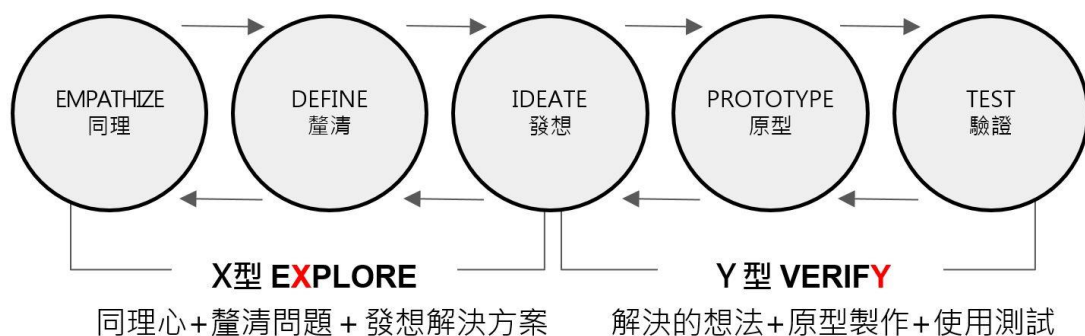 EMPATHIZE
同理
DEFINE
釐清
IDEATE
發想
PROTOTYPE
原型
TEST
驗證
X型 EXPLORE
同理心+釐清問題+發想解決方案
Y型 VERIFY
解決的想法+原型製作+使用測試